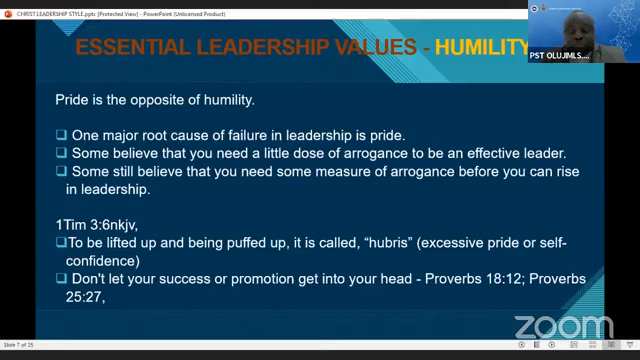 CHRIST LEADERSHIP STYLE.pptx [Protected View] - PowerPoint (Unlicensed Product)
ESSENTIAL LEADERSHIP VALUES - HUMILITY
PST OLUJIMI.S....
Pride is the opposite of humility.
One major root cause of failure in leadership is pride.
Some believe that you need a little dose of arrogance to be an effective leader.
Some still believe that you need some measure of arrogance before you can rise
in leadership.
1Tim 3:6nkjv,
To be lifted up and being puffed up, it is called, “hubris” (excessive pride or self-
confidence)
Don't let your success or promotion get into your head - Proverbs 18:12; Proverbs
25:27,
zoom
Slide 7 of 25